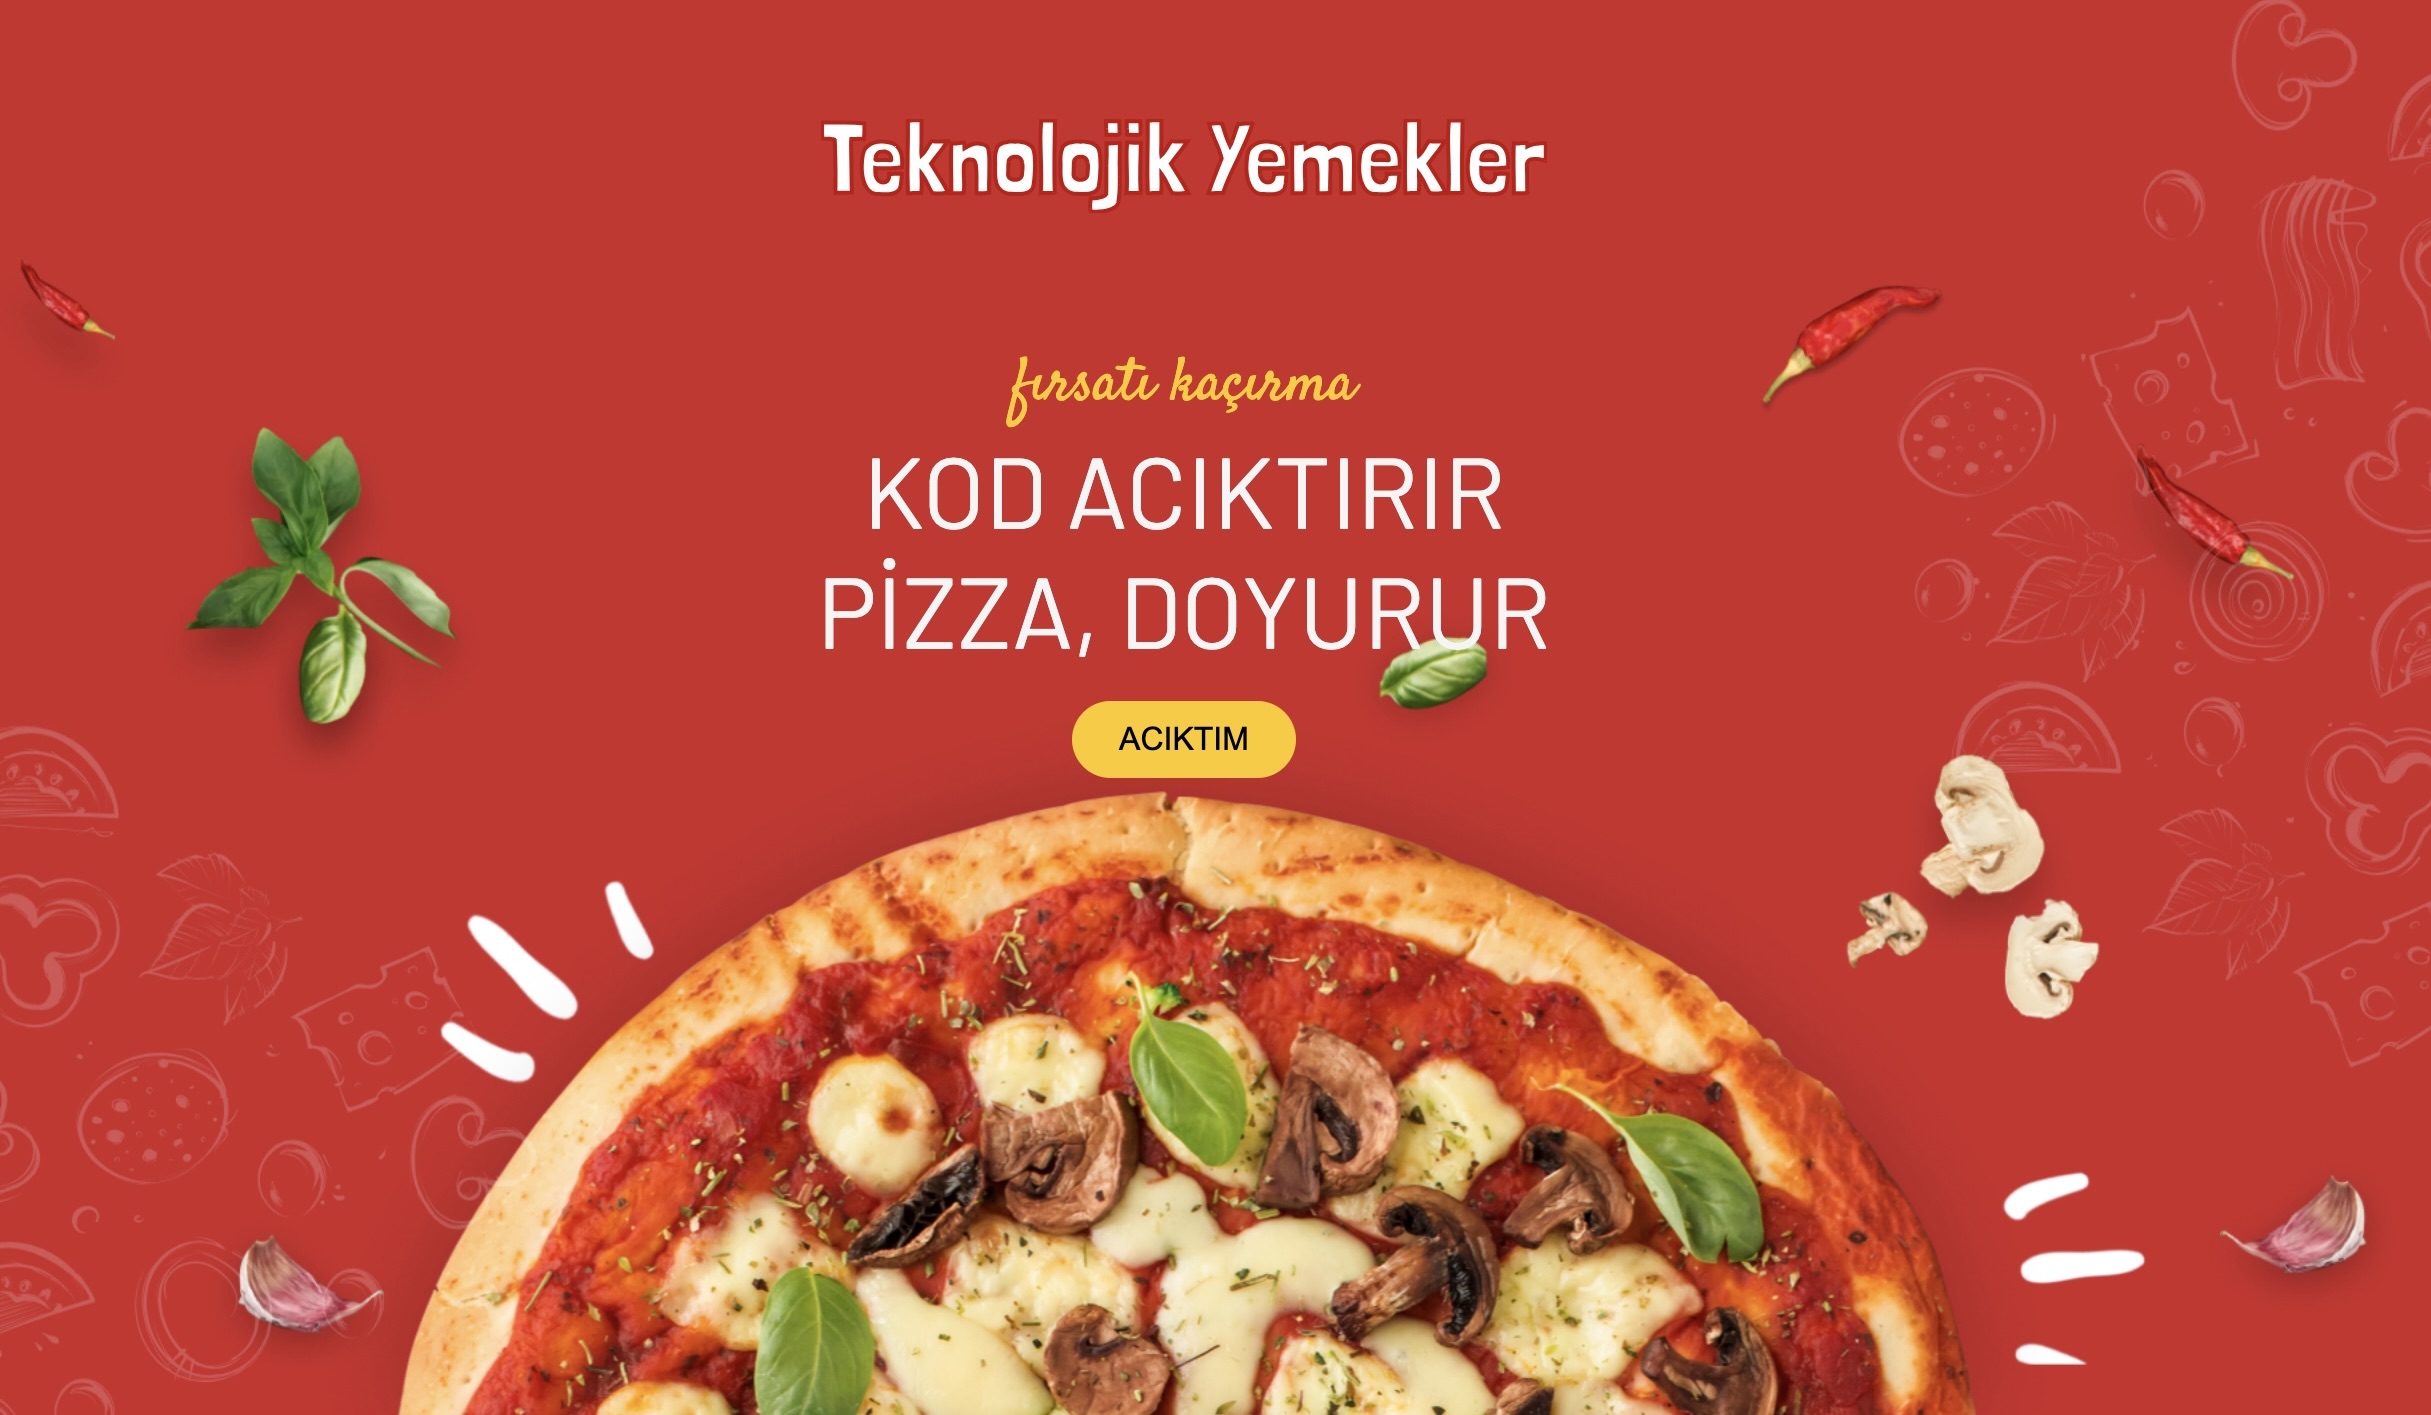 Teknolojik Yemekler
fırsatı kaçırma
KOD ACIKTIRIR
PİZZA, DOYURUR
ACIKTIM